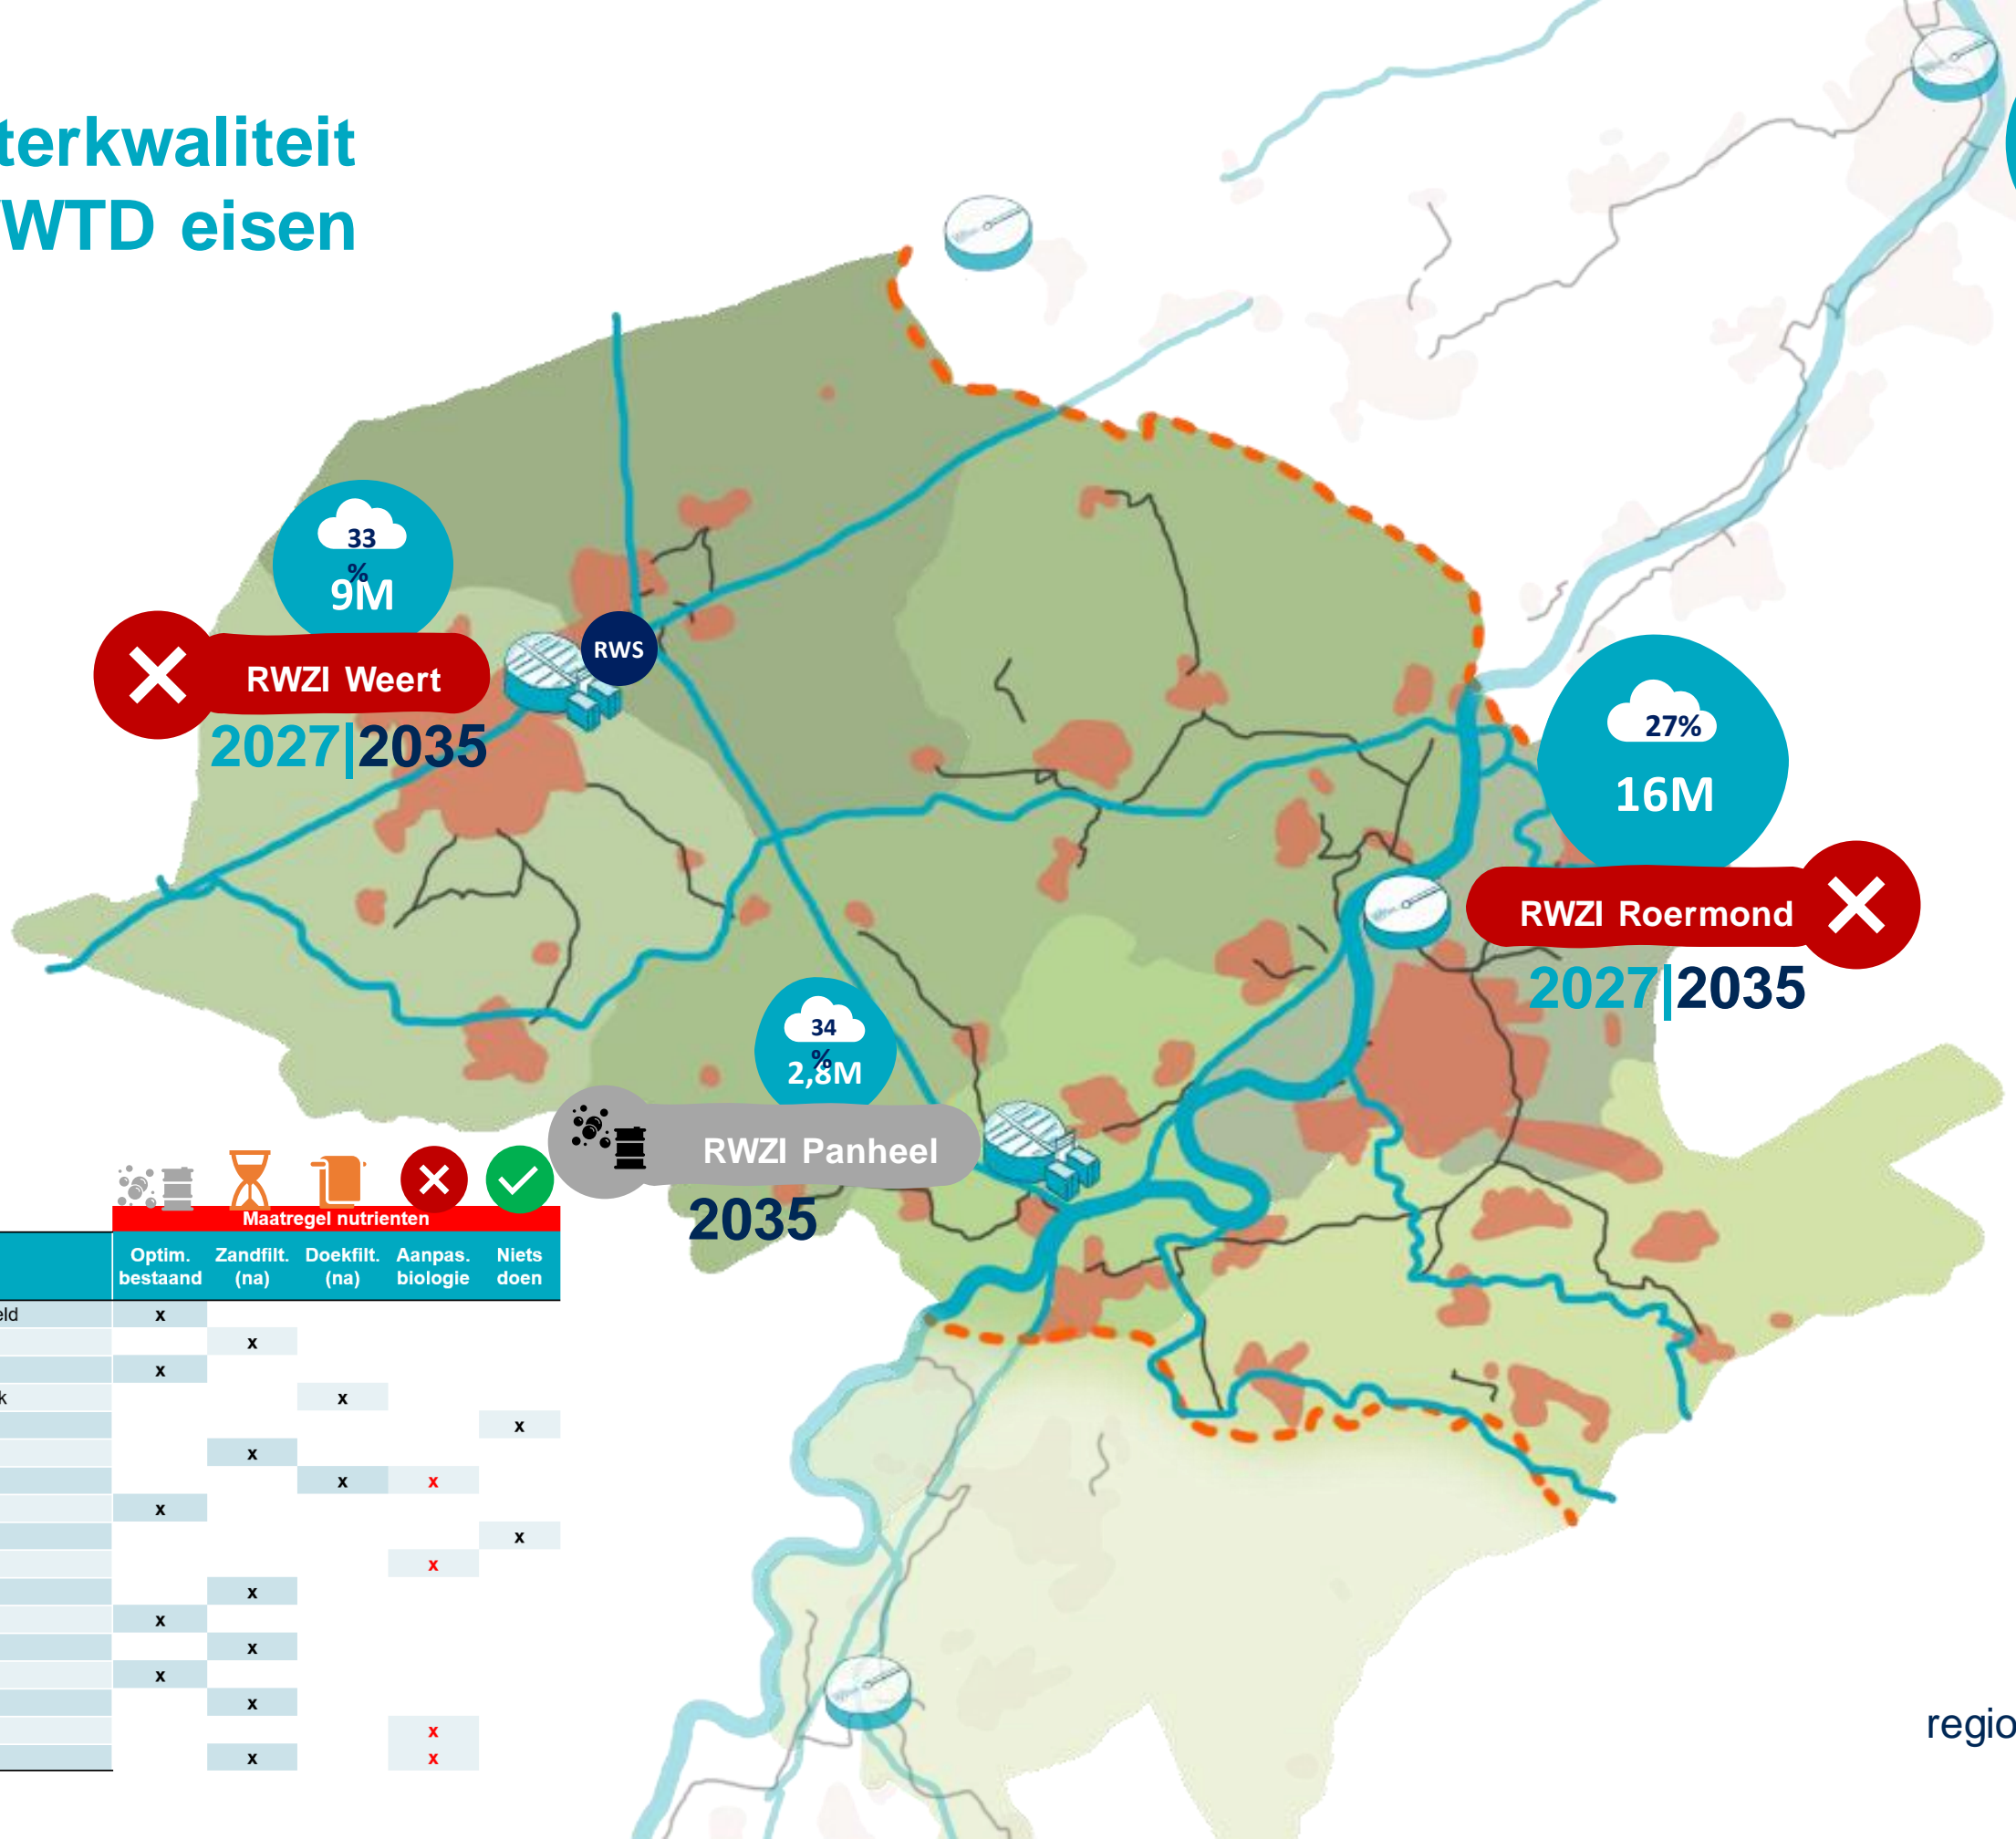 terkwaliteit
WTD eisen
33
%
9M
RWZI Weert
2027|2035
RWS
27%
16M
RWZI Roermond
2027|2035
34
%
2,8M
RWZI Panheel
2035
Maatregel nutrienten
Optim. bestaand
Zandfilt. (na)
Doekfilt. (na)
Aanpas. biologie
Niets doen
eld x
x
x
k x
x
x
x x
x
x
x
x
x
x
x
x
x
x x
regio